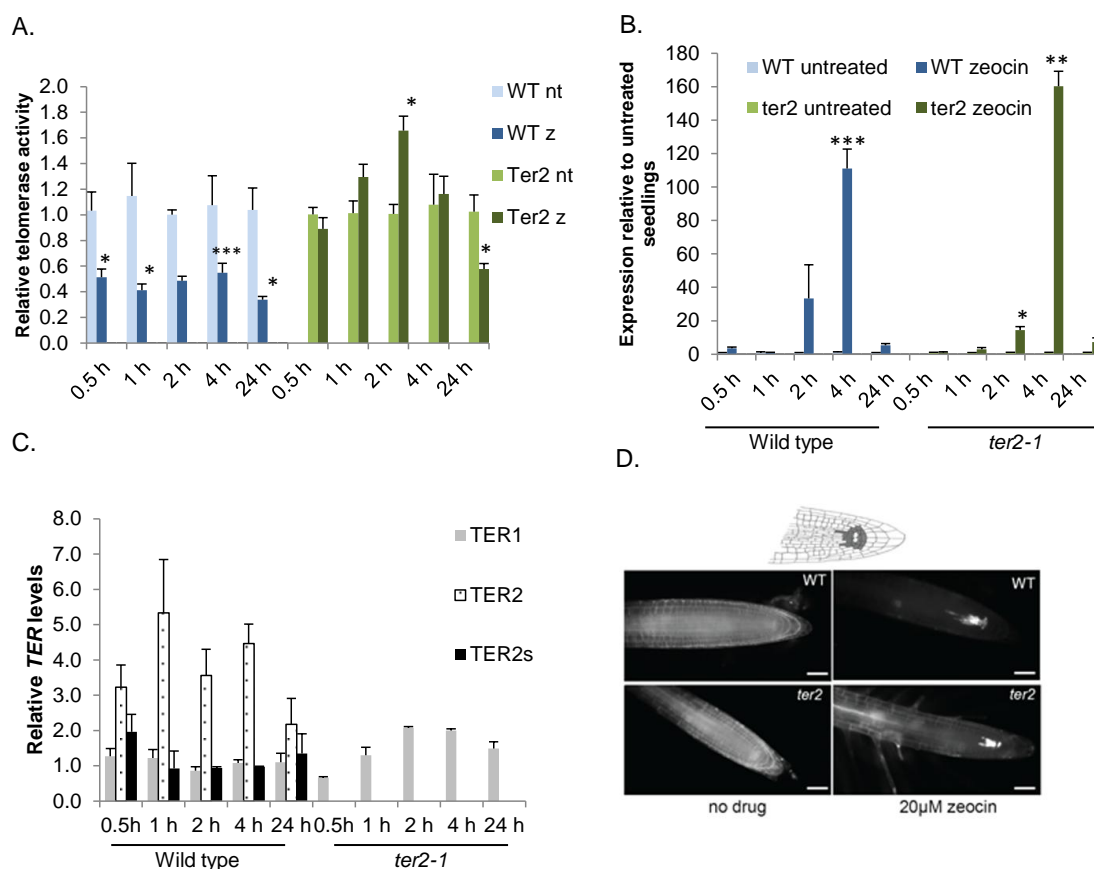 A.
Relative telomerase activity
2.0
1.8
1.6
1.4
1.2
1.0
0.8
0.6
0.4
0.2
0.0
* * *** * * *
0.5 h 1 h 2 h 4 h 24 h 0.5 h 1 h 2 h 4 h 24 h
WT nt
WT z
Ter2 nt
Ter2 z
B.
Expression relative to untreated
seedlings
180
160
140
120
100
80
60
40
20
0
WT untreated WT zeocin
ter2 untreated ter2 zeocin
*** * **
0.5 h 1 h 2 h 4 h 24 h 0.5 h 1 h 2 h 4 h 24 h
Wild type ter2-1
C.
Relative TER levels
8.0
7.0
6.0
5.0
4.0
3.0
2.0
1.0
0.0
TER1
TER2
TER2s
0.5h 1 h 2 h 4 h 24 h 0.5h 1 h 2 h 4 h 24 h
Wild type ter2-1
D.
WT WT
ter2 ter2
no drug 20µM zeocin